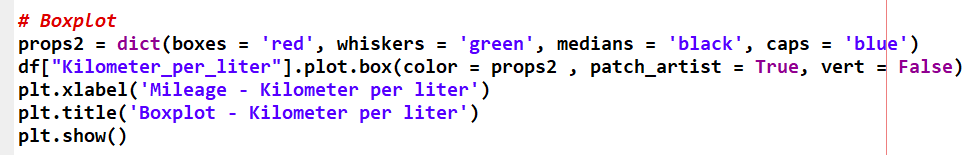 # Boxplot
props2 = dict(boxes = 'red', whiskers = 'green', medians = 'black', caps = 'blue')
df["Kilometer_per_liter"].plot.box(color = props2 , patch_artist = True, vert = False)
plt.xlabel('Mileage - Kilometer per liter')
plt.title('Boxplot - Kilometer per liter')
plt.show()